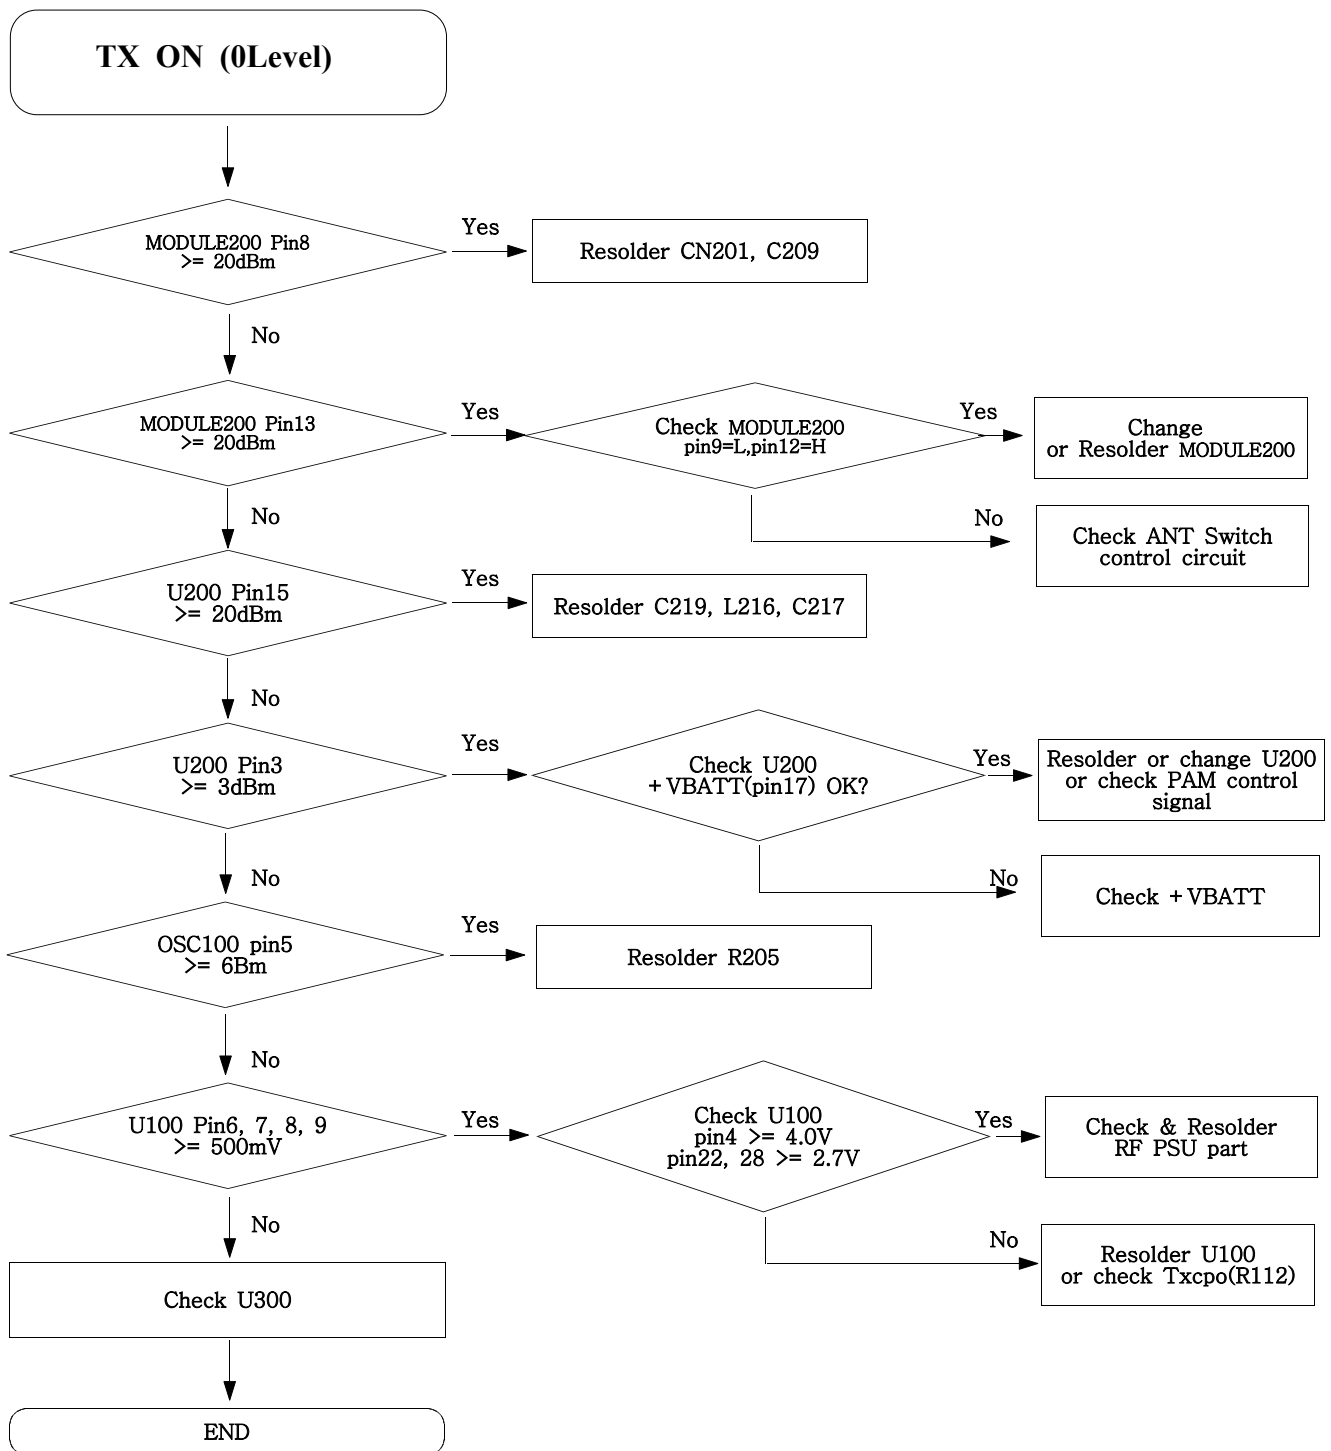 TX ON (0Level)
MODULE200 Pin8
>= 20dBm
Yes
Resolder CN201, C209
No
MODULE200 Pin13
>= 20dBm
Yes
Check MODULE200
pin9=L,pin12=H
Yes
Change
or Resolder MODULE200
No
Check ANT Switch
control circuit
No
U200 Pin15
>= 20dBm
Yes
Resolder C219, L216, C217
No
U200 Pin3
>= 3dBm
Yes
Check U200
+VBATT(pin17) OK?
Yes
Resolder or change U200
or check PAM control
signal
No
Check +VBATT
No
OSC100 pin5
>= 6Bm
Yes
Resolder R205
No
U100 Pin6, 7, 8, 9
>= 500mV
Yes
Check U100
pin4 >= 4.0V
pin22, 28 >= 2.7V
Yes
Check & Resolder
RF PSU part
No
Resolder U100
or check Txcpo(R112)
No
Check U300
END